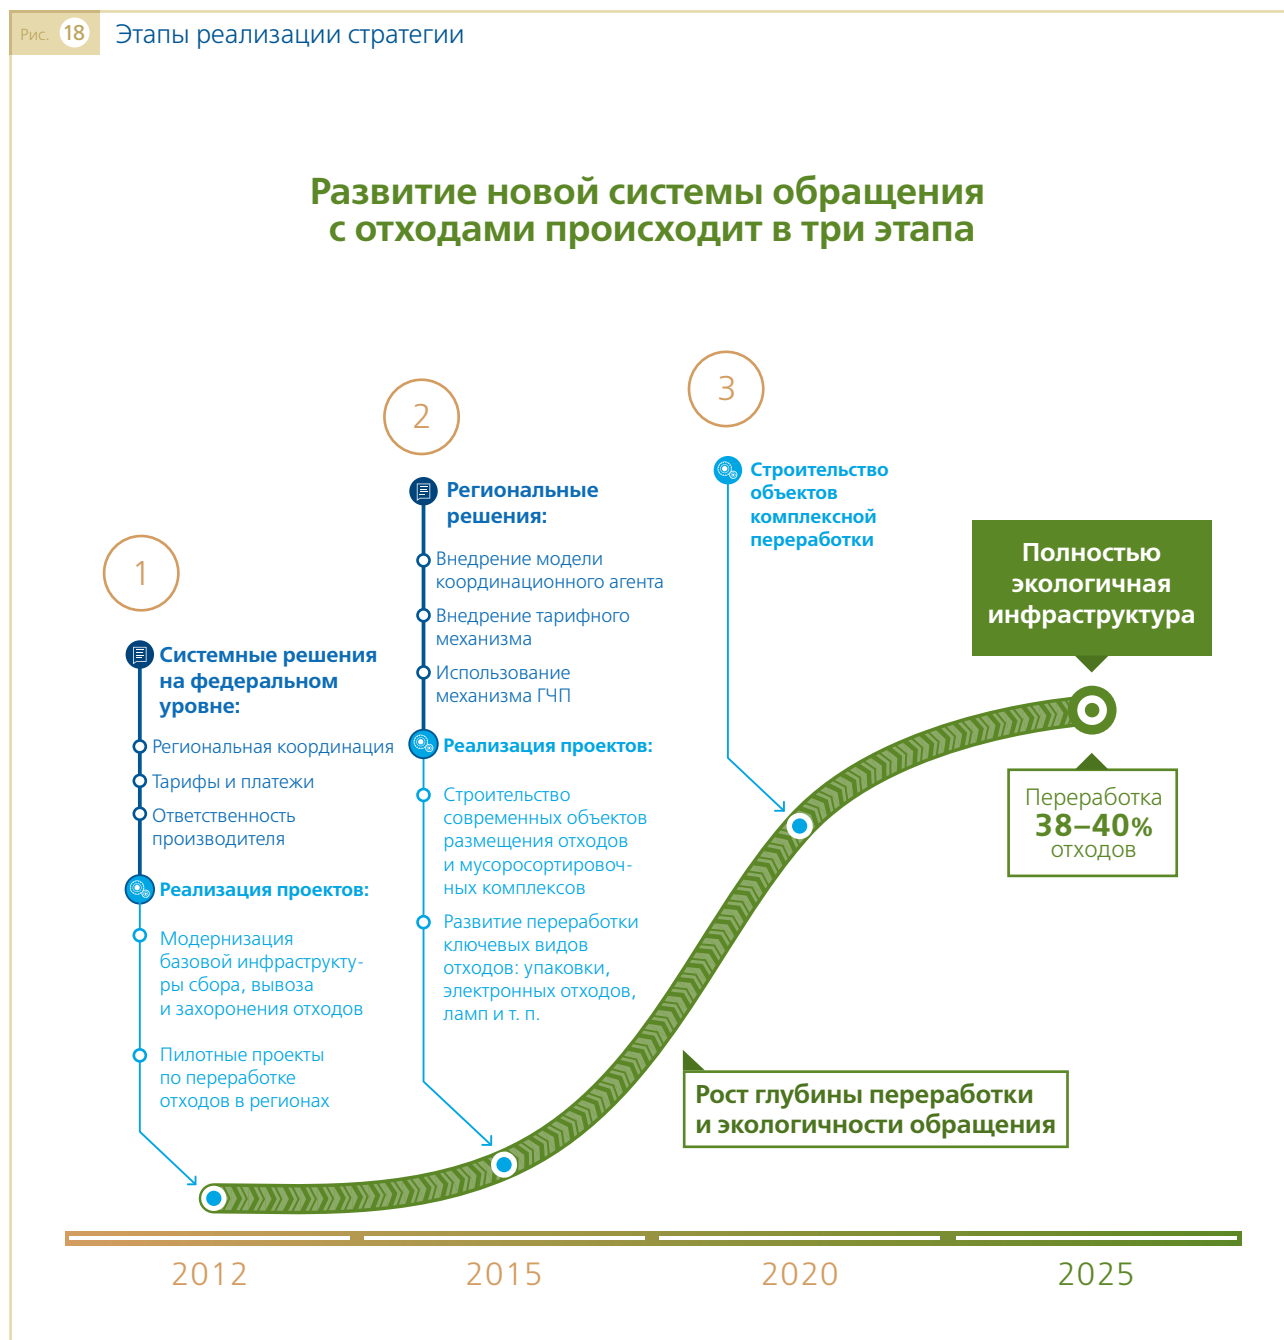 Рис. 18 Этапы реализации стратегии
Развитие новой системы обращения
с отходами происходит в три этапа
1
Системные решения
на федеральном
уровне:
Региональная координация
Тарифы и платежи
Ответственность
производителя
Реализация проектов:
Модернизация
базовой инфраструкту-
ры сбора, вывоза
и захоронения отходов
Пилотные проекты
по переработке
отходов в регионах
2
Региональные
решения:
Внедрение модели
координационного агента
Внедрение тарифного
механизма
Использование
механизма ГЧП
Реализация проектов:
Строительство
современных объектов
размещения отходов
и мусоросортировоч-
ных комплексов
Развитие переработки
ключевых видов
отходов: упаковки,
электронных отходов,
ламп и т. п.
3
Строительство
объектов
комплексной
переработки
Полностью
экологичная
инфраструктура
Переработка
38–40%
отходов
Рост глубины переработки
и экологичности обращения
2012 2015 2020 2025